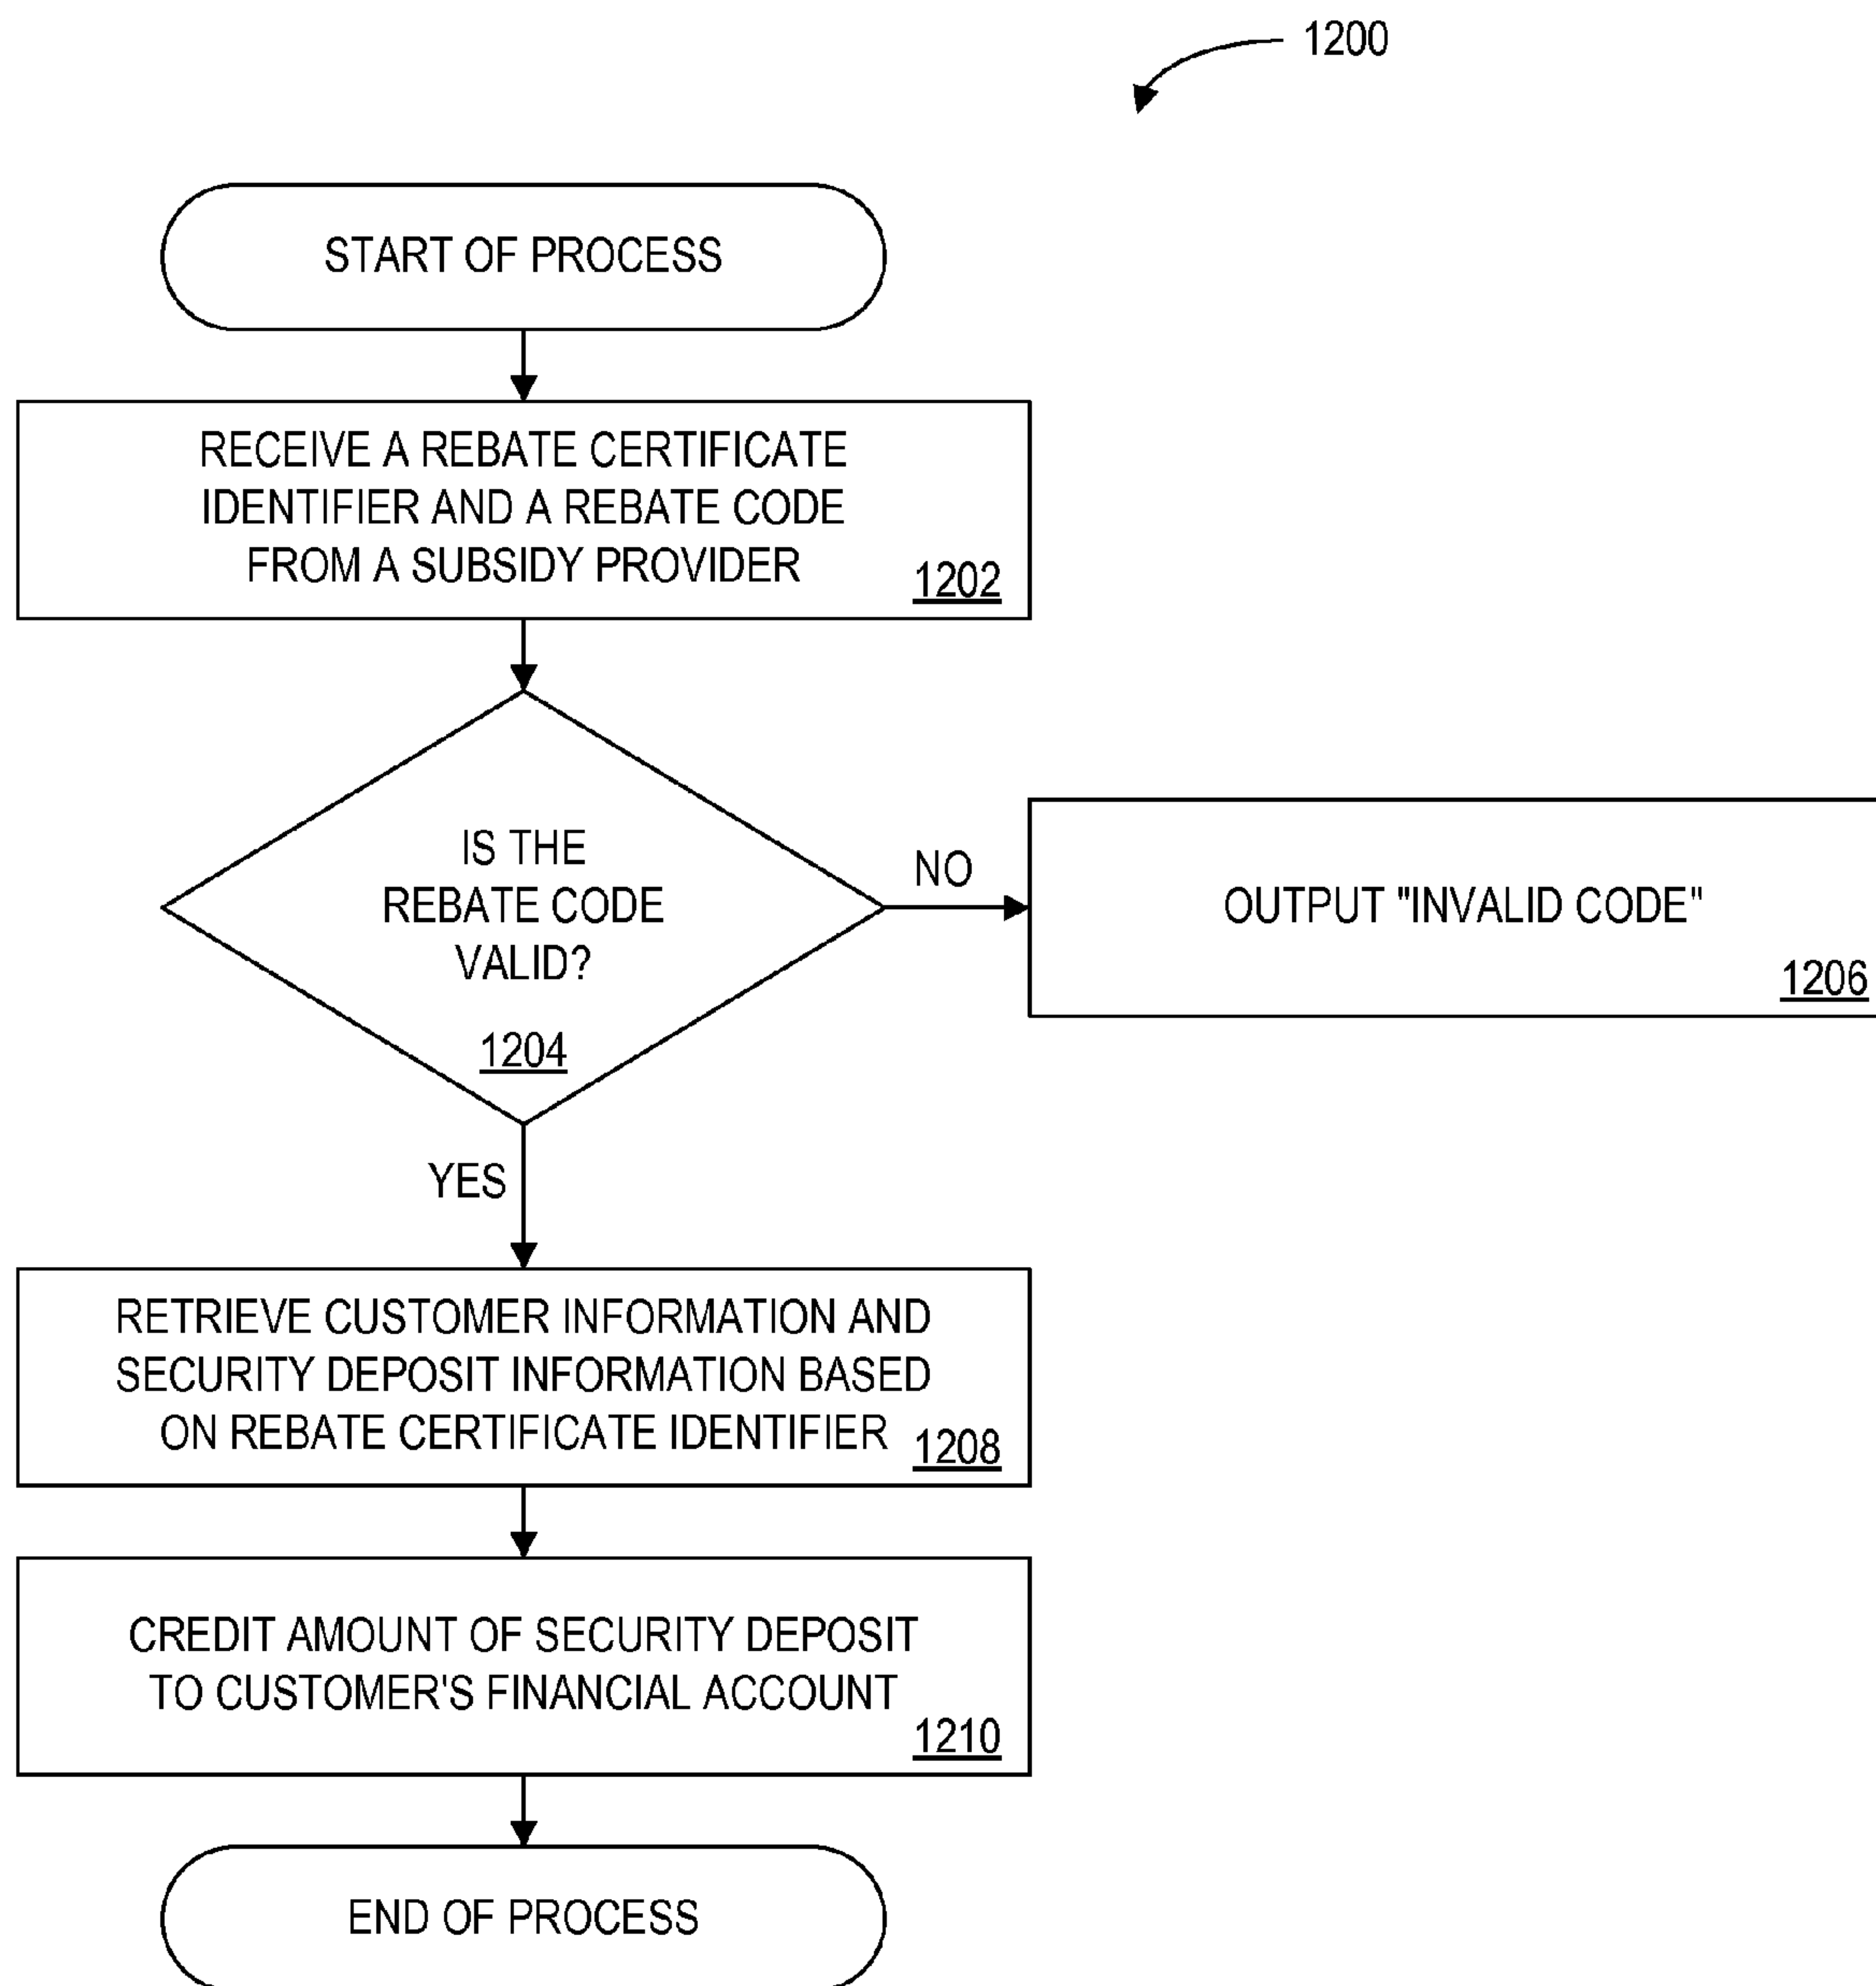 1200
START OF PROCESS
RECEIVE A REBATE CERTIFICATE
IDENTIFIER AND A REBATE CODE
FROM A SUBSIDY PROVIDER
1202
IS THE
REBATE CODE
VALID?
1204
NO
OUTPUT "INVALID CODE"
1206
YES
RETRIEVE CUSTOMER INFORMATION AND
SECURITY DEPOSIT INFORMATION BASED
ON REBATE CERTIFICATE IDENTIFIER
1208
CREDIT AMOUNT OF SECURITY DEPOSIT
TO CUSTOMER'S FINANCIAL ACCOUNT
1210
END OF PROCESS